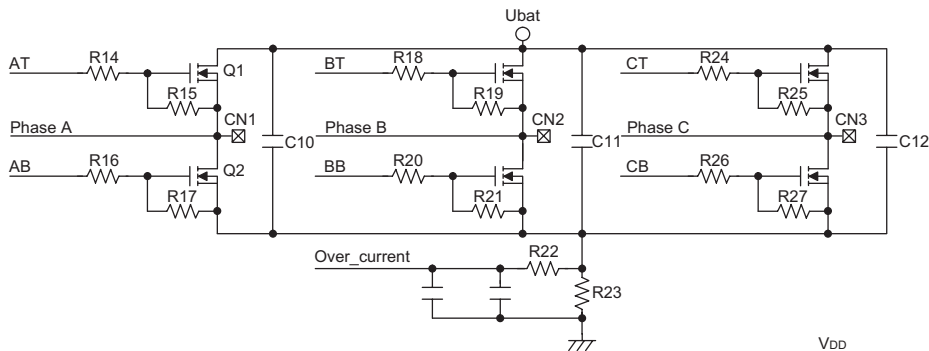 Ubat
AT
R14
Q1
BT
R18
CT
R24
R15
R19
R25
Phase A
CN1
Phase B
CN2
Phase C
CN3
C10
C11
C12
AB
R16
Q2
BB
R20
CB
R26
R17
R21
R27
Over_current
R22
R23
VDD